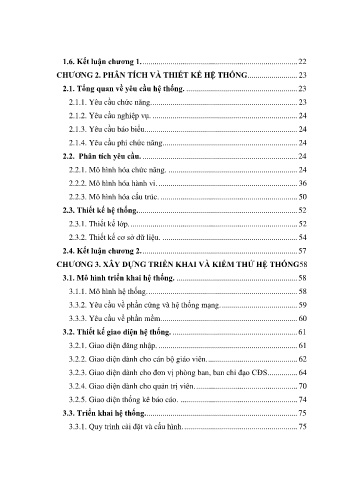 1.6. Kết luận chương 1. 22
CHƯƠNG 2. PHÂN TÍCH VÀ THIẾT KẾ HỆ THỐNG. 23
2.1. Tổng quan về yêu cầu hệ thống. 23
2.1.1. Yêu cầu chức năng. 23
2.1.2. Yêu cầu nghiệp vụ. 24
2.1.3. Yêu cầu báo biểu. 24
2.1.4. Yêu cầu phi chức năng. 24
2.2. Phân tích yêu cầu. 24
2.2.1. Mô hình hóa chức năng. 24
2.2.2. Mô hình hóa hành vi. 36
2.2.3. Mô hình hóa cấu trúc. 50
2.3. Thiết kế hệ thống. 52
2.3.1. Thiết kế lớp. 52
2.3.2. Thiết kế cơ sở dữ liệu. 54
2.4. Kết luận chương 2. 57
CHƯƠNG 3. XÂY DỰNG TRIỂN KHAI VÀ KIỂM THỬ HỆ THỐNG58
3.1. Mô hình triển khai hệ thống. 58
3.1.1. Mô hình hệ thống. 58
3.3.2. Yêu cầu về phần cứng và hệ thống mạng. 59
3.3.3. Yêu cầu về phần mềm. 60
3.2. Thiết kế giao diện hệ thống. 61
3.2.1. Giao diện đăng nhập. 61
3.2.2. Giao diện dành cho cán bộ giáo viên. 62
3.2.3. Giao diện dành cho đơn vị phòng ban, ban chỉ đạo CĐS. 64
3.2.4. Giao diện dành cho quản trị viên. 70
3.2.5. Giao diện thống kê báo cáo. 74
3.3. Triển khai hệ thống. 75
3.3.1. Quy trình cài đặt và cấu hình. 75